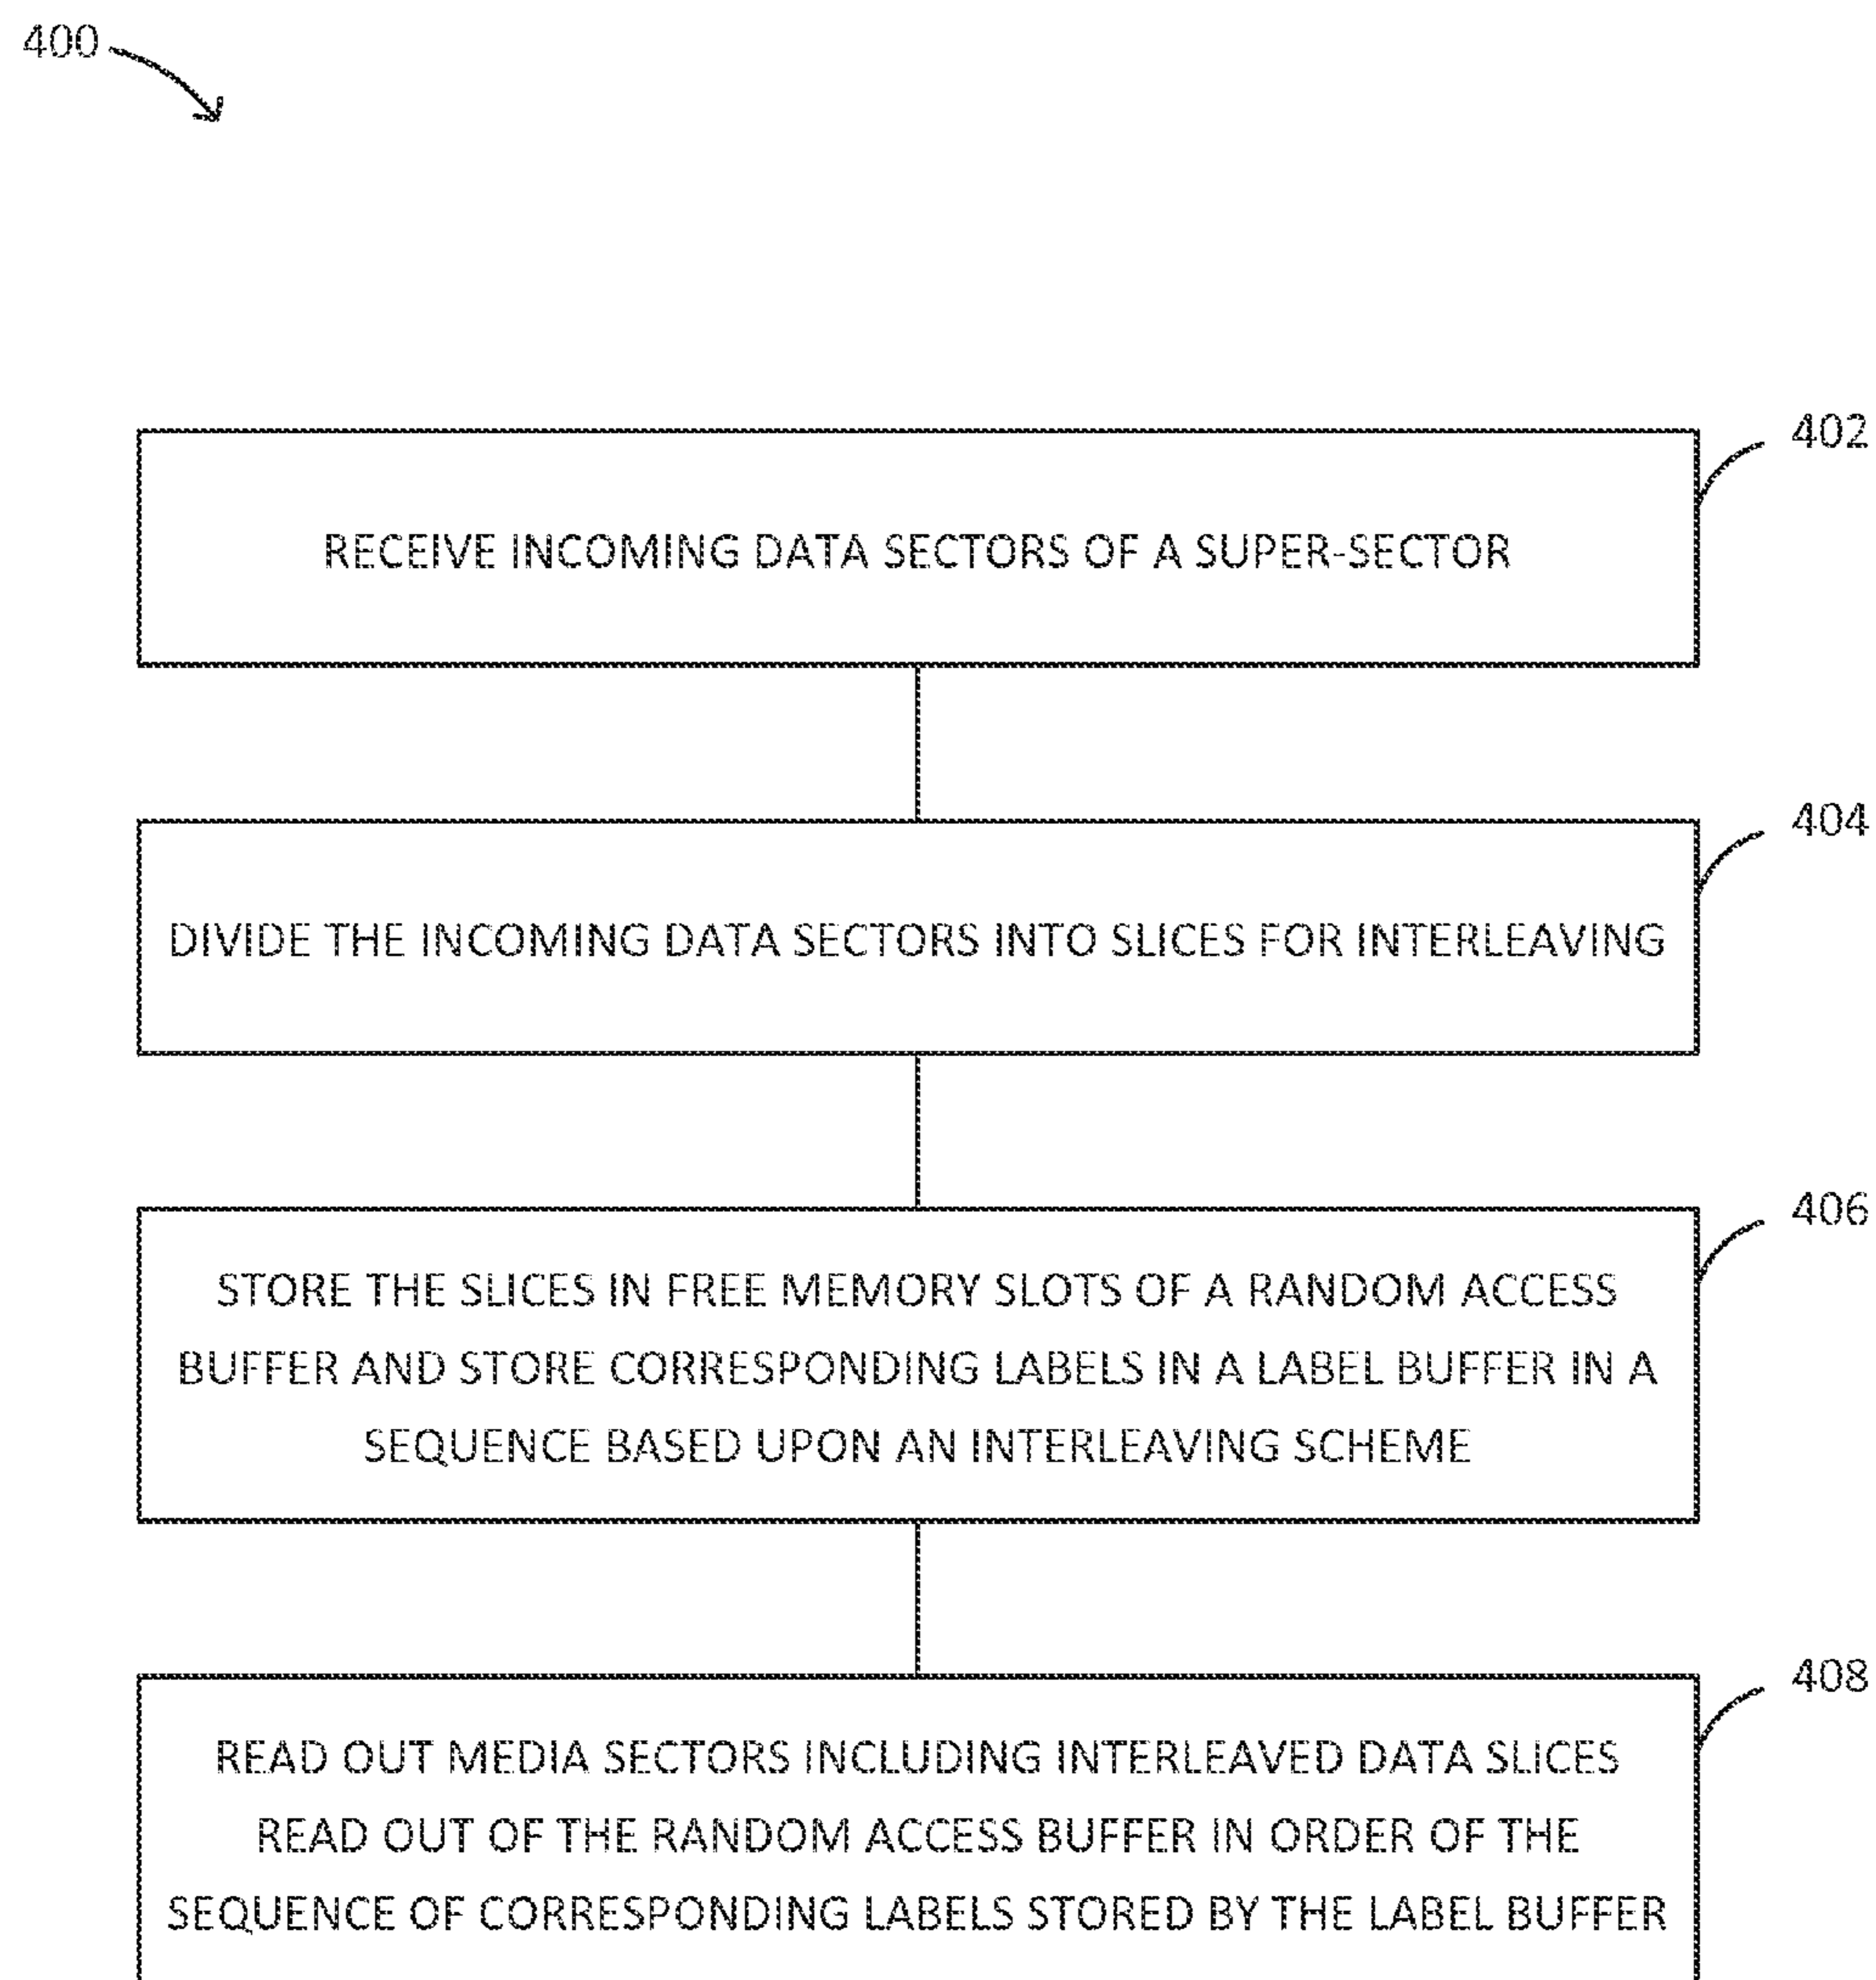 400
402
RECEIVE INCOMING DATA SECTORS OF A SUPER-SECTOR
404
DIVIDE THE INCOMING DATA SECTORS INTO SLICES FOR INTERLEAVING
406
STORE THE SLICES IN FREE MEMORY SLOTS OF A RANDOM ACCESS
BUFFER AND STORE CORRESPONDING LABELS IN A LABEL BUFFER IN A
SEQUENCE BASED UPON AN INTERLEAVING SCHEME
408
READ OUT MEDIA SECTORS INCLUDING INTERLEAVED DATA SLICES
READ OUT OF THE RANDOM ACCESS BUFFER IN ORDER OF THE
SEQUENCE OF CORRESPONDING LABELS STORED BY THE LABEL BUFFER